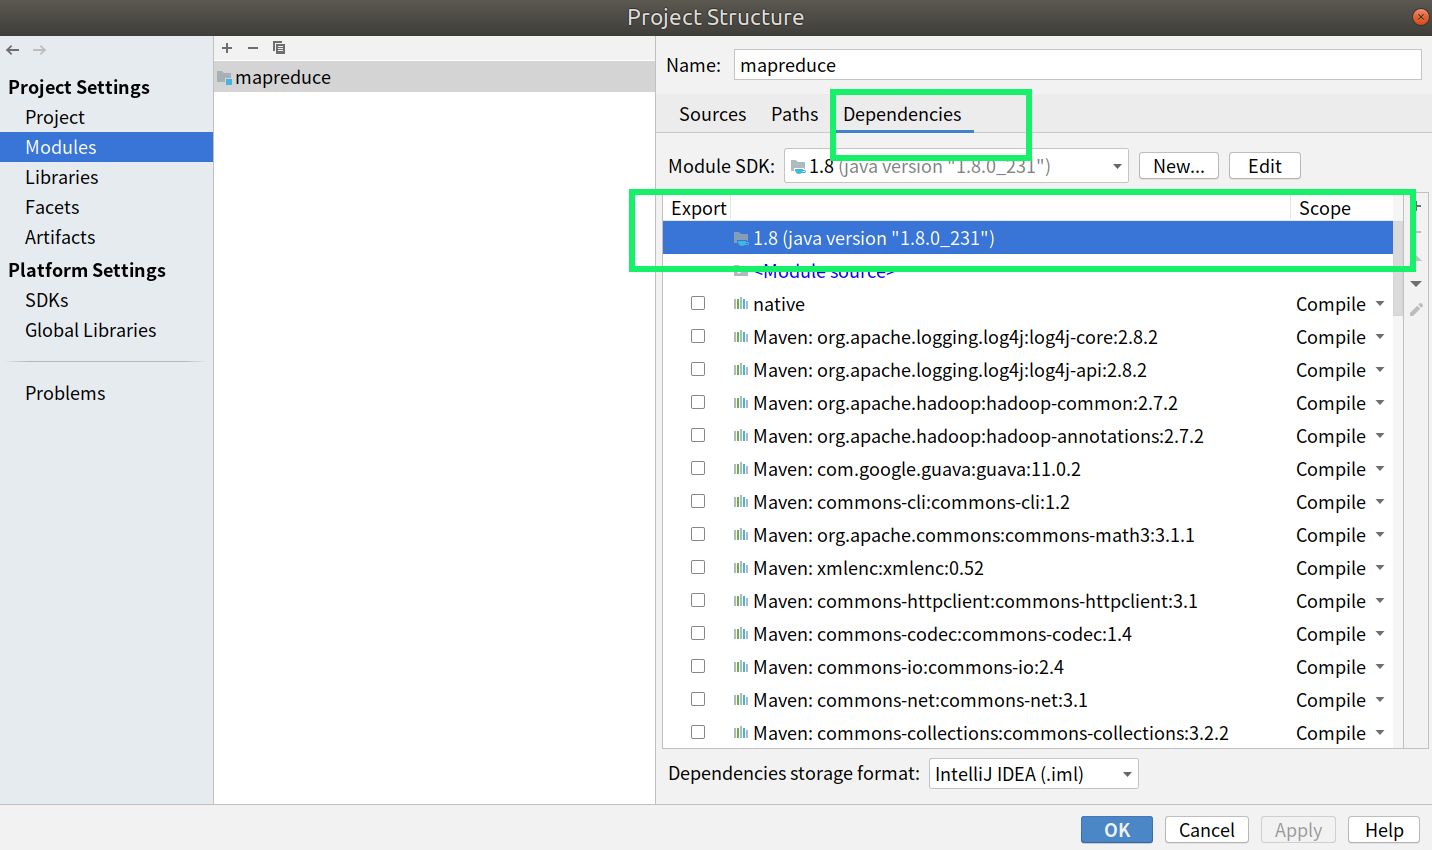 Project Structure
Project Settings
Project
Modules
Libraries
Facets
Artifacts
Platform Settings
SDKs
Global Libraries
Problems
mapreduce
Name: mapreduce
Sources Paths Dependencies
Module SDK: 1.8 (java version "1.8.0_231") New... Edit
Export Scope
1.8 (java version "1.8.0_231")
<Module source>
native Compile
Maven: org.apache.logging.log4j:log4j-core:2.8.2 Compile
Maven: org.apache.logging.log4j:log4j-api:2.8.2 Compile
Maven: org.apache.hadoop:hadoop-common:2.7.2 Compile
Maven: org.apache.hadoop:hadoop-annotations:2.7.2 Compile
Maven: com.google.guava:guava:11.0.2 Compile
Maven: commons-cli:commons-cli:1.2 Compile
Maven: org.apache.commons:commons-math3:3.1.1 Compile
Maven: xmlenc:xmlenc:0.52 Compile
Maven: commons-httpclient:commons-httpclient:3.1 Compile
Maven: commons-codec:commons-codec:1.4 Compile
Maven: commons-io:commons-io:2.4 Compile
Maven: commons-net:commons-net:3.1 Compile
Maven: commons-collections:commons-collections:3.2.2 Compile
Dependencies storage format: IntelliJ IDEA (.iml)
OK Cancel Apply Help